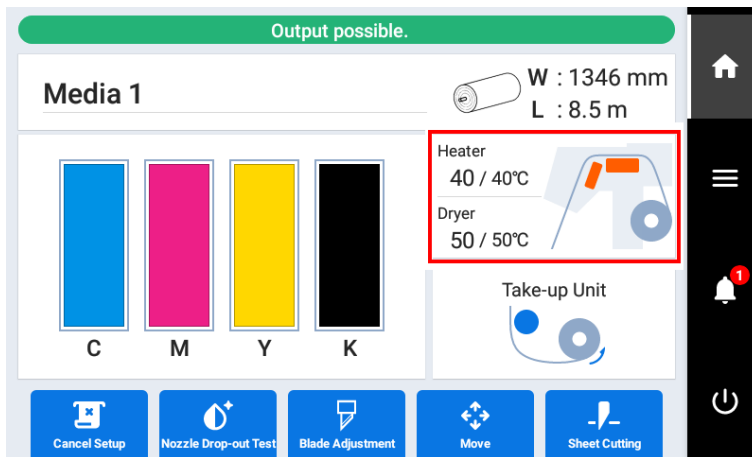 Output possible.
Media 1
W : 1346 mm
L : 8.5 m
Heater
40 / 40℃
Dryer
50 / 50℃
Take-up Unit
C M Y K
1
Cancel Setup Nozzle Drop-out Test Blade Adjustment Move Sheet Cutting